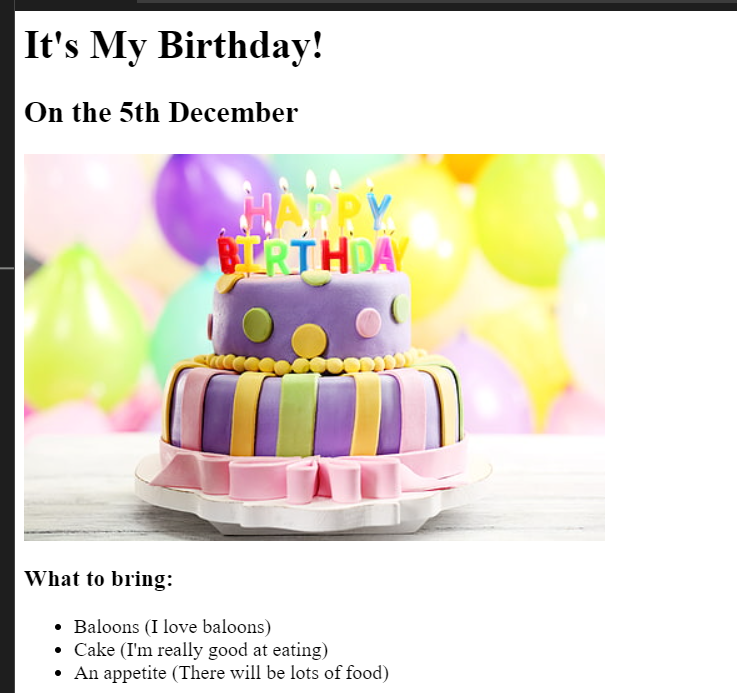 It's My Birthday!
On the 5th December
HAPPY
BIRTHDAY
What to bring:
Baloons (I love baloons)
Cake (I'm really good at eating)
An appetite (There will be lots of food)